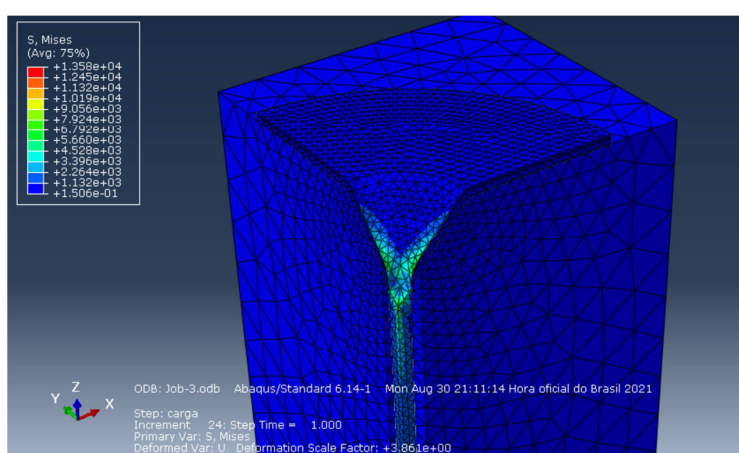 S, Mises
(Avg: 75%)
+1.358e+04
+1.245e+04
+1.132e+04
+1.019e+04
+9.056e+03
+7.924e+03
+6.792e+03
+5.660e+03
+4.528e+03
+3.396e+03
+2.264e+03
+1.132e+03
+1.506e-01
Z
Y
X
ODB: Job-3.odb Abaqus/Standard 6.14-1 Mon Aug 30 21:11:14 Hora oficial do Brasil 2021
Step: carga
Increment 24: Step Time = 1.000
Primary Var: S, Mises
Deformed Var: U Deformation Scale Factor: +3.861e+00